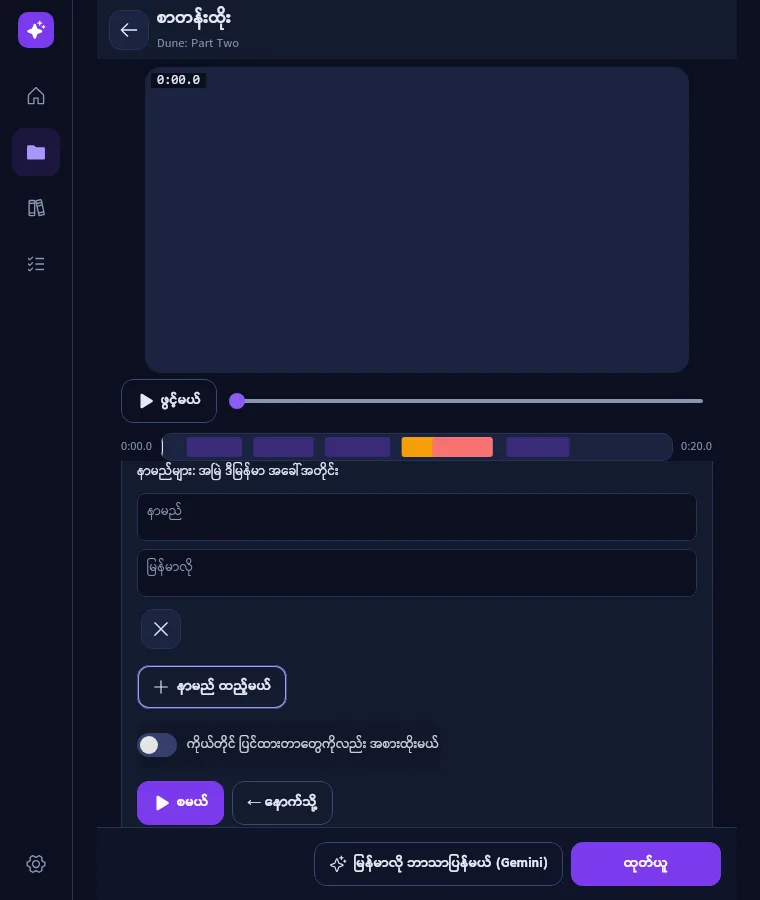 စာတန်းထိုး
Dune: Part Two
0:00.0
ဖွင့်မယ်
0:00.0
0:20.0
နာမည်များ: အမြဲ ဒီမြန်မာ အခေါ်အတိုင်း
နာမည်
မြန်မာလို
နာမည် ထည့်မယ်
ကိုယ်တိုင် ပြင်ထားတာတွေကိုလည်း အစားထိုးမယ်
စမယ်
← နောက်သို့
မြန်မာလို ဘာသာပြန်မယ် (Gemini)
ထုတ်ယူ